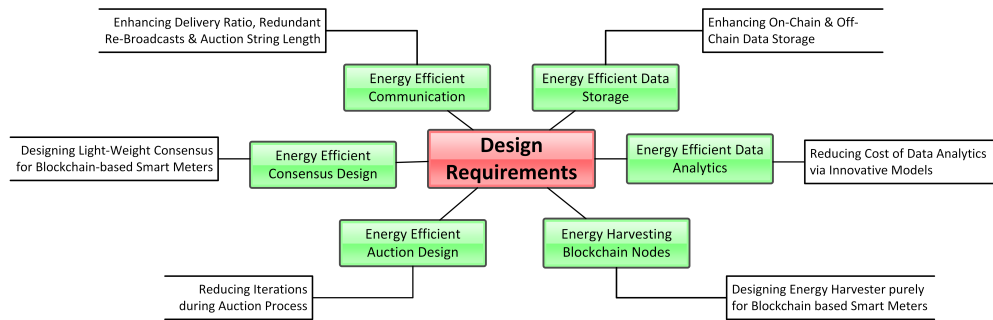 Enhancing Delivery Ratio, Redundant
Re-Broadcasts & Auction String Length
Enhancing On-Chain & Off-
Chain Data Storage
Energy Efficient
Communication
Energy Efficient Data
Storage
Designing Light-Weight Consensus
for Blockchain-based Smart Meters
Energy Efficient
Consensus Design
Design
Requirements
Energy Efficient Data
Analytics
Reducing Cost of Data Analytics
via Innovative Models
Energy Efficient
Auction Design
Energy Harvesting
Blockchain Nodes
Reducing Iterations
during Auction Process
Designing Energy Harvester purely
for Blockchain based Smart Meters